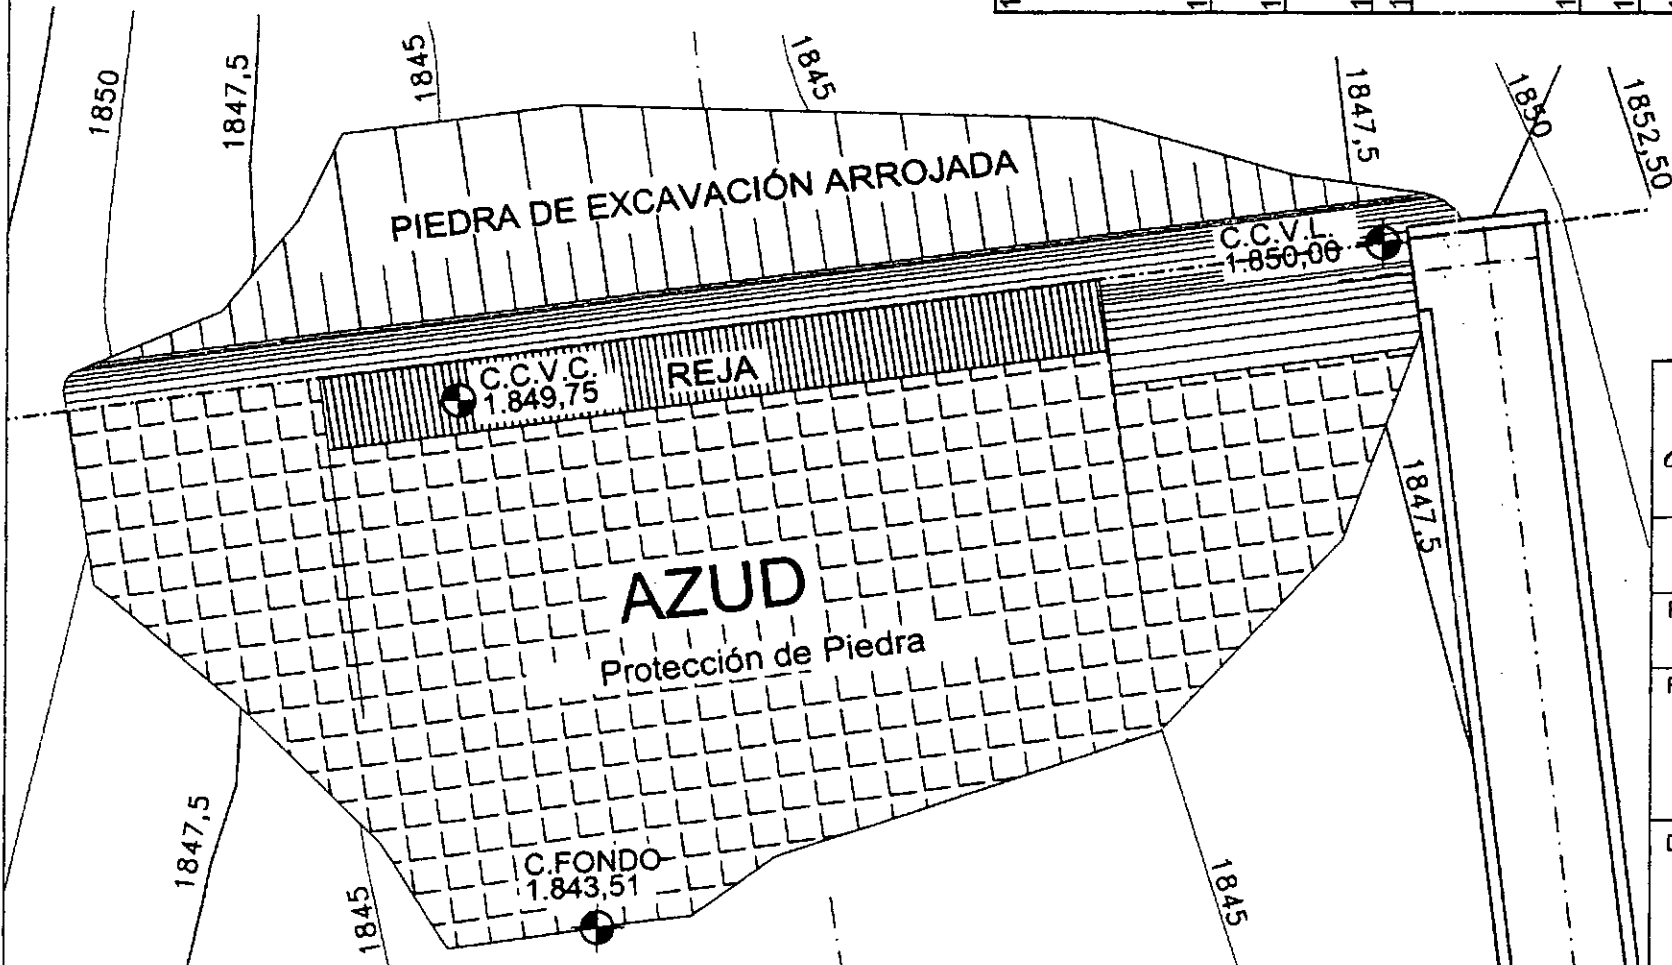 1850
1847,5
1845
1845
1847,5
1850
1852,50
PIEDRA DE EXCAVACIÓN ARROJADA
C.C.V.L.
1.850,00
C.C.V.C.
1.849,75
REJA
1847,5
AZUD
Protección de Piedra
1847,5
C.FONDO
1.843,51
1845
1845